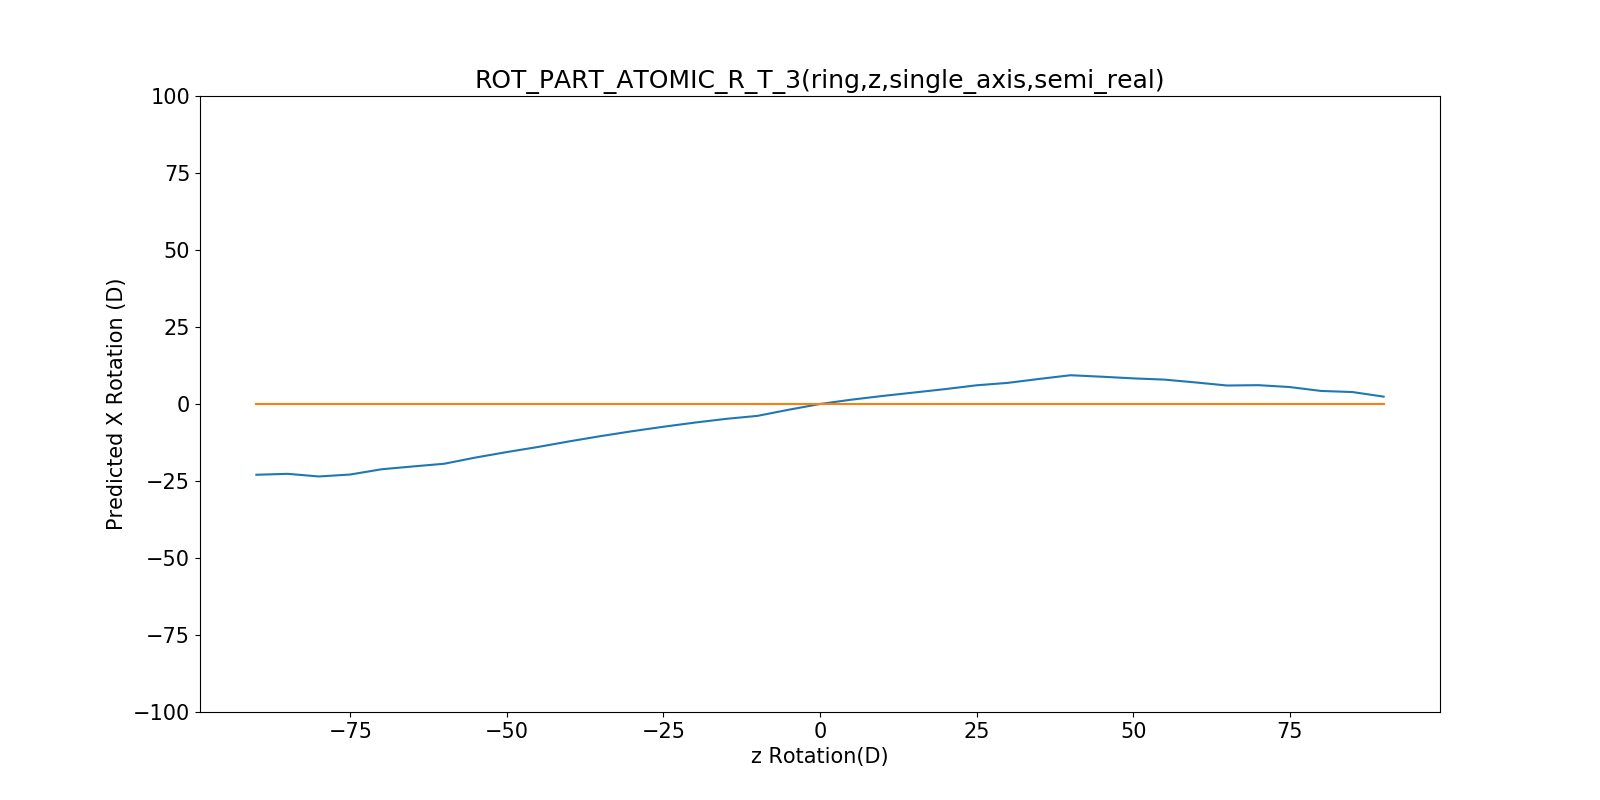 ROT_PART_ATOMIC_R_T_3(ring,z,single_axis,semi_real)
100
75
50
25
0
−25
−50
−75
−100
Predicted X Rotation (D)
−75 −50 −25 0 25 50 75
z Rotation(D)